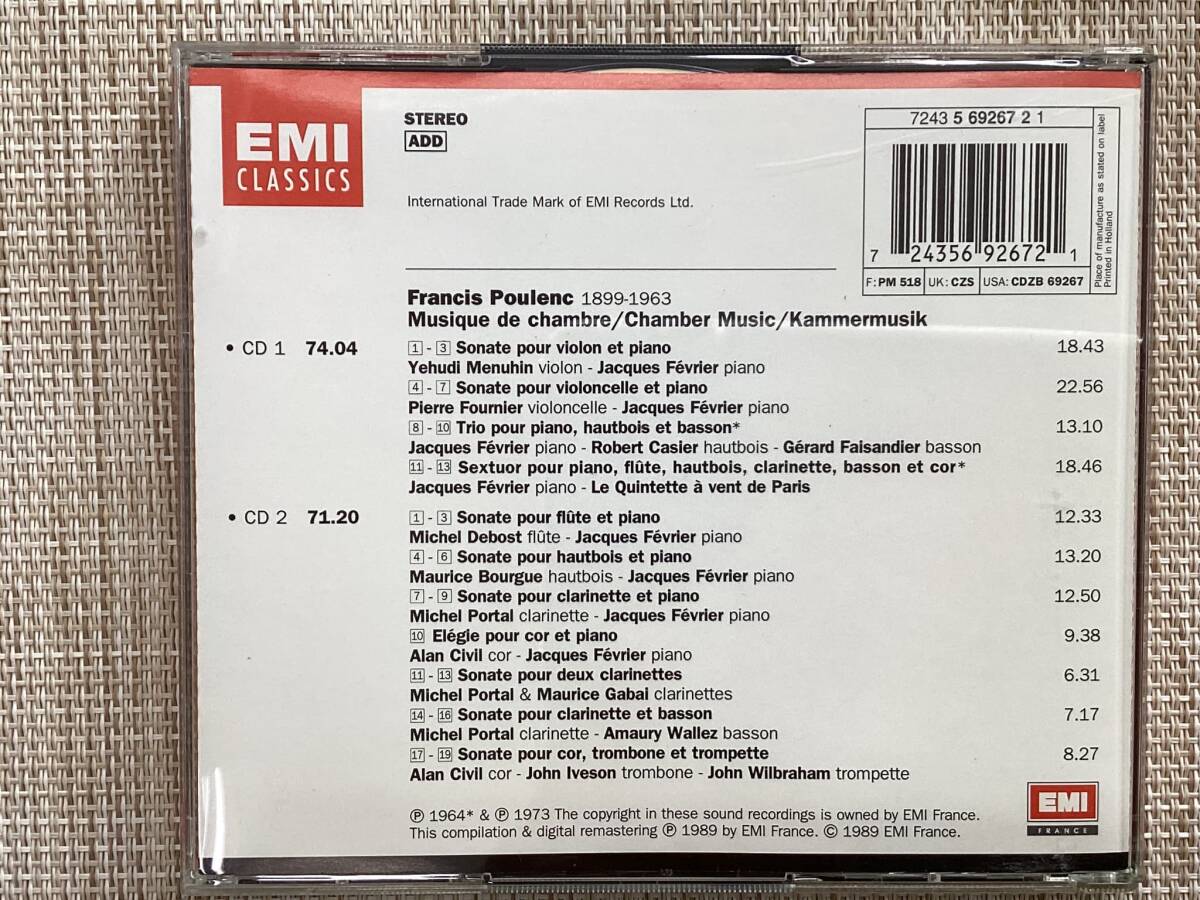 EMI
CLASSICS
STEREO
ADD
International Trade Mark of EMI Records Ltd.
7243 5 69267 2 1
7 24356 92672 1
F: PM 518 UK: CZS USA: CDZB 69267
Place of manufacture as stated on label
Printed in Holland
Francis Poulenc 1899-1963
Musique de chambre/Chamber Music/Kammermusik
• CD 1 74.04 1 - 3 Sonate pour violon et piano 18.43
Yehudi Menuhin violon - Jacques Février piano
4 - 7 Sonate pour violoncelle et piano 22.56
Pierre Fournier violoncelle - Jacques Février piano
8 - 10 Trio pour piano, hautbois et basson* 13.10
Jacques Février piano - Robert Casier hautbois - Gérard Faisandier basson
11 - 13 Sextuor pour piano, flûte, hautbois, clarinette, basson et cor* 18.46
Jacques Février piano - Le Quintette à vent de Paris
• CD 2 71.20 1 - 3 Sonate pour flûte et piano 12.33
Michel Debost flûte - Jacques Février piano
4 - 6 Sonate pour hautbois et piano 13.20
Maurice Bourgue hautbois - Jacques Février piano
7 - 9 Sonate pour clarinette et piano 12.50
Michel Portal clarinette - Jacques Février piano
10 Elégie pour cor et piano 9.38
Alan Civil cor - Jacques Février piano
11 - 13 Sonate pour deux clarinettes 6.31
Michel Portal & Maurice Gabai clarinettes
14 - 16 Sonate pour clarinette et basson 7.17
Michel Portal clarinette - Amaury Wallez basson
17 - 19 Sonate pour cor, trombone et trompette 8.27
Alan Civil cor - John Iveson trombone - John Wilbraham trompette
℗ 1964* & ℗ 1973 The copyright in these sound recordings is owned by EMI France.
This compilation & digital remastering ℗ 1989 by EMI France. © 1989 EMI France.
EMI
FRANCE